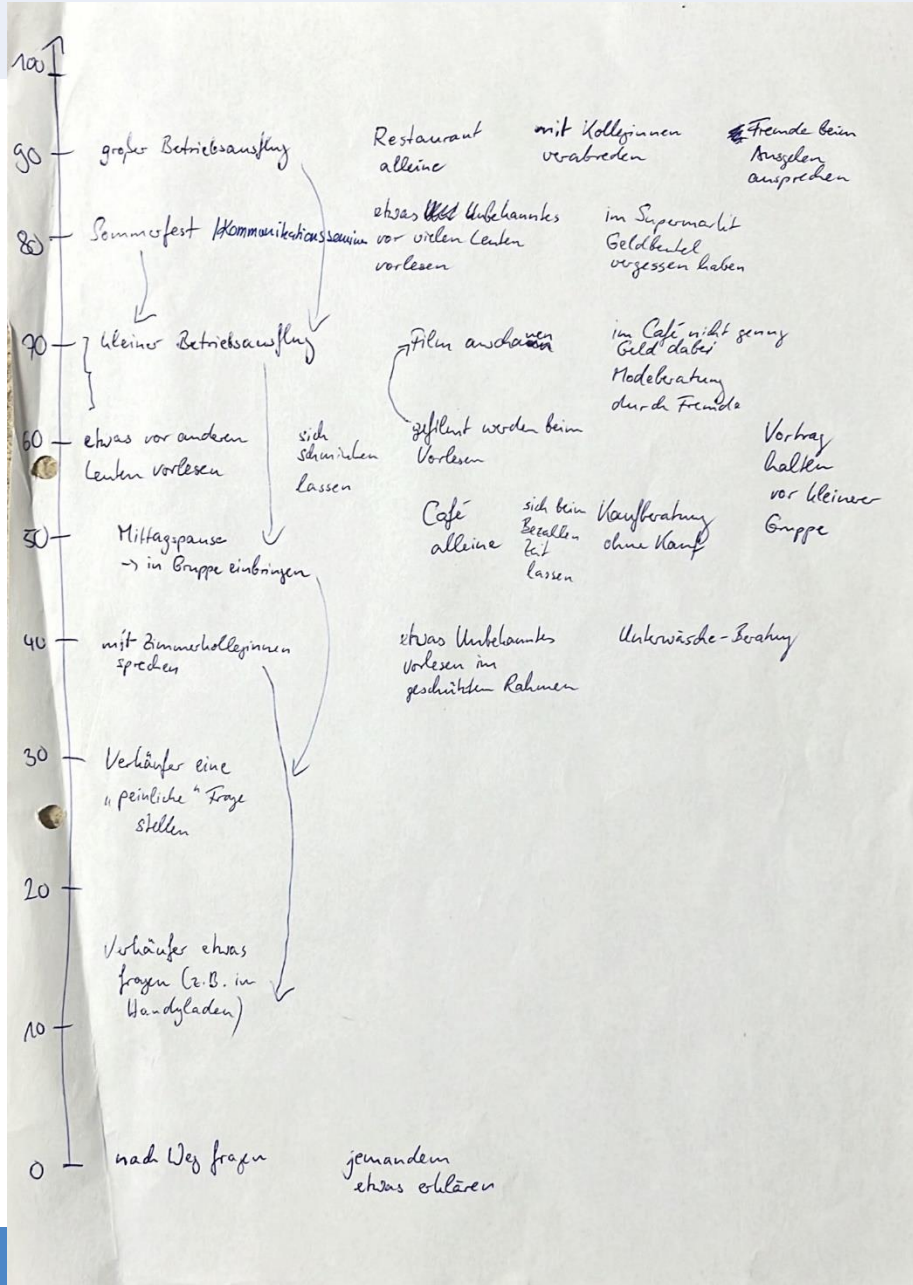 100
90
großer Betriebsausflug
Restaurant
alleine
mit Kolleginnen
verabreden
Fremde beim
Ausgehen
ansprechen
80
Sommerfest / Kommunikationsseminar
etwas Unbekanntes
vor vielen Leuten
vorlesen
im Supermarkt
Geldbeutel
vergessen haben
70
kleiner Betriebsausflug
Film anschauen
im Café nicht genug
Geld dabei
Modeberatung
durch Fremde
60
etwas vor anderen
Leuten vorlesen
sich
schminken
lassen
gefilmt werden beim
Vorlesen
Vortrag
halten
vor kleinerer
Gruppe
50
Mittagspause
-> in Gruppe einbringen
Café
alleine
sich beim
Bezahlen
Zeit
lassen
Kaufberatung
ohne Kauf
40
mit Zimmerkolleginnen
sprechen
etwas Unbekanntes
vorlesen im
geschützten Rahmen
Unterwäsche-Beratung
30
Verkäufer eine
"peinliche" Frage
stellen
20
Verkäufer etwas
fragen (z.B. im
Handyladen)
10
0
nach Weg fragen
jemandem
etwas erklären